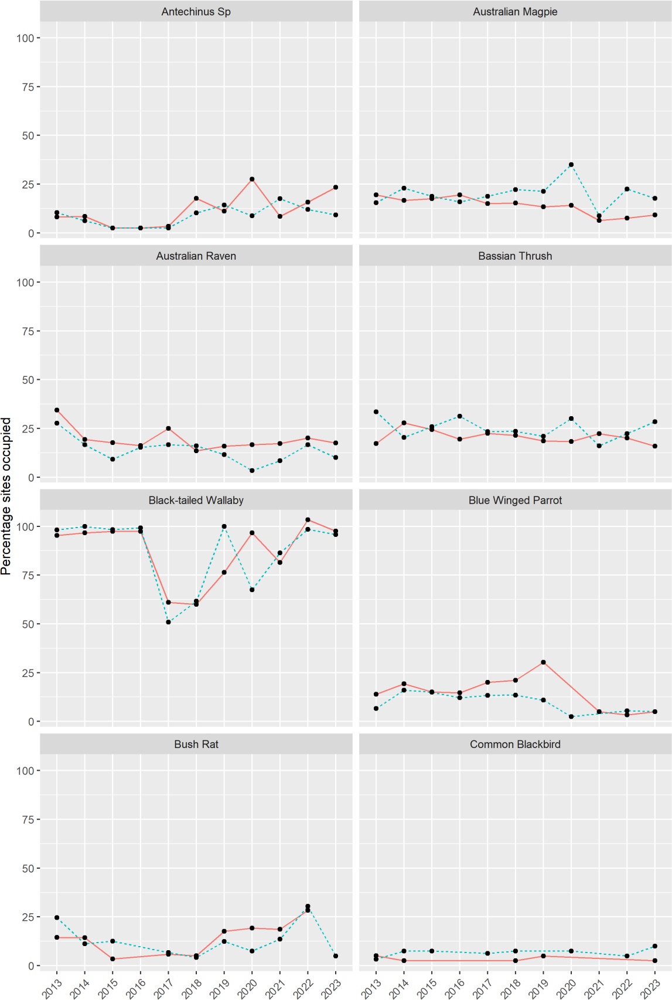 Antechinus Sp
Australian Magpie
100
75
50
25
0
Australian Raven
Bassian Thrush
100
75
50
25
0
Percentage sites occupied
Black-tailed Wallaby
Blue Winged Parrot
100
75
50
25
0
Bush Rat
Common Blackbird
100
75
50
25
0
2013 2014 2015 2016 2017 2018 2019 2020 2021 2022 2023
2013 2014 2015 2016 2017 2018 2019 2020 2021 2022 2023